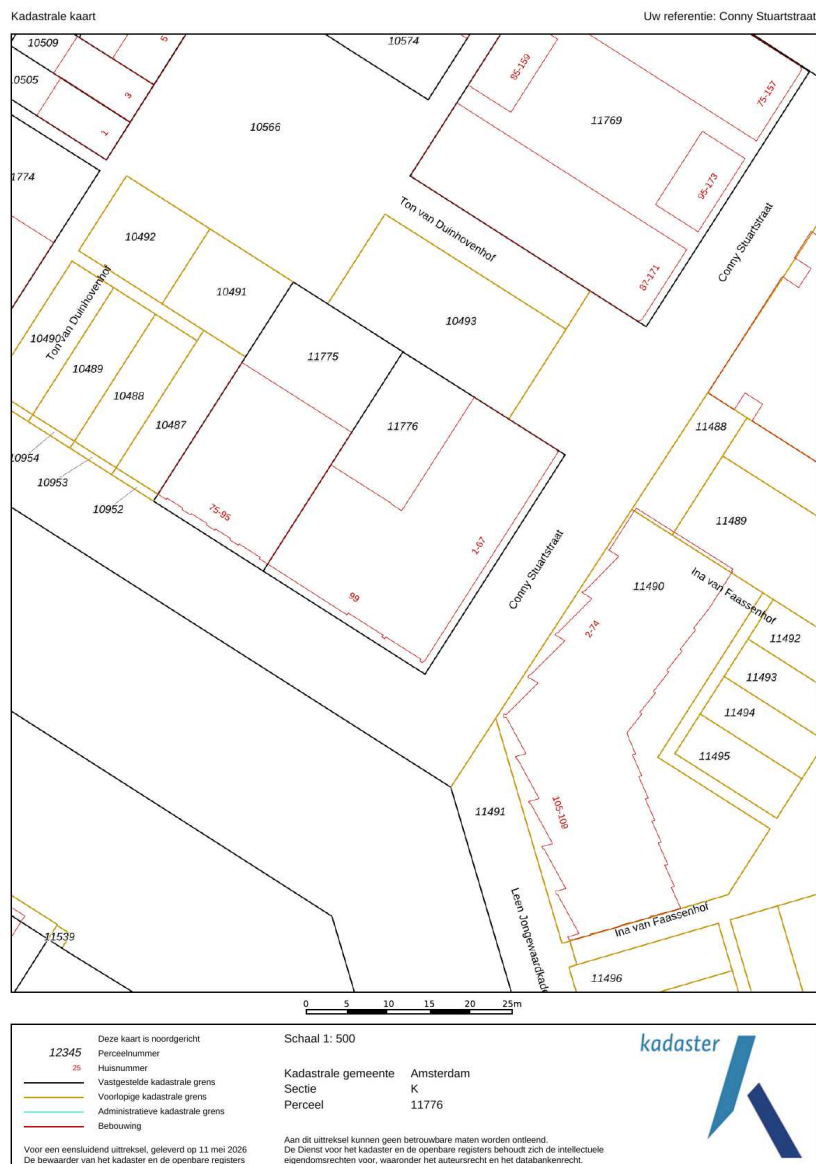 Kadastrale kaart
Uw referentie: Conny Stuartstraat
10509
5
10574
85-159
75-157
10505
3
1
10566
11769
1774
95-173
Ton van Duinhovenhof
Conny Stuartstraat
10492
87-171
10491
Ton van Duinhovenhof
10490
10493
11775
10489
10488
11776
10487
11488
10954
10953
10952
75-95
11489
1-67
Conny Stuartstraat
99
11490
Ina van Faassenhof
2-74
11492
11493
11494
11495
11491
105-109
Leen Jongewaardkade
Ina van Faassenhof
11539
11496
0 5 10 15 20 25m
Deze kaart is noordgericht
12345 Perceelnummer
25 Huisnummer
Vastgestelde kadastrale grens
Voorlopige kadastrale grens
Administratieve kadastrale grens
Bebouwing
Voor een eensluidend uittreksel, geleverd op 11 mei 2026
De bewaarder van het kadaster en de openbare registers
Schaal 1: 500
Kadastrale gemeente Amsterdam
Sectie K
Perceel 11776
Aan dit uittreksel kunnen geen betrouwbare maten worden ontleend.
De Dienst voor het kadaster en de openbare registers behoudt zich de intellectuele
eigendomsrechten voor, waaronder het auteursrecht en het databankenrecht.
kadaster